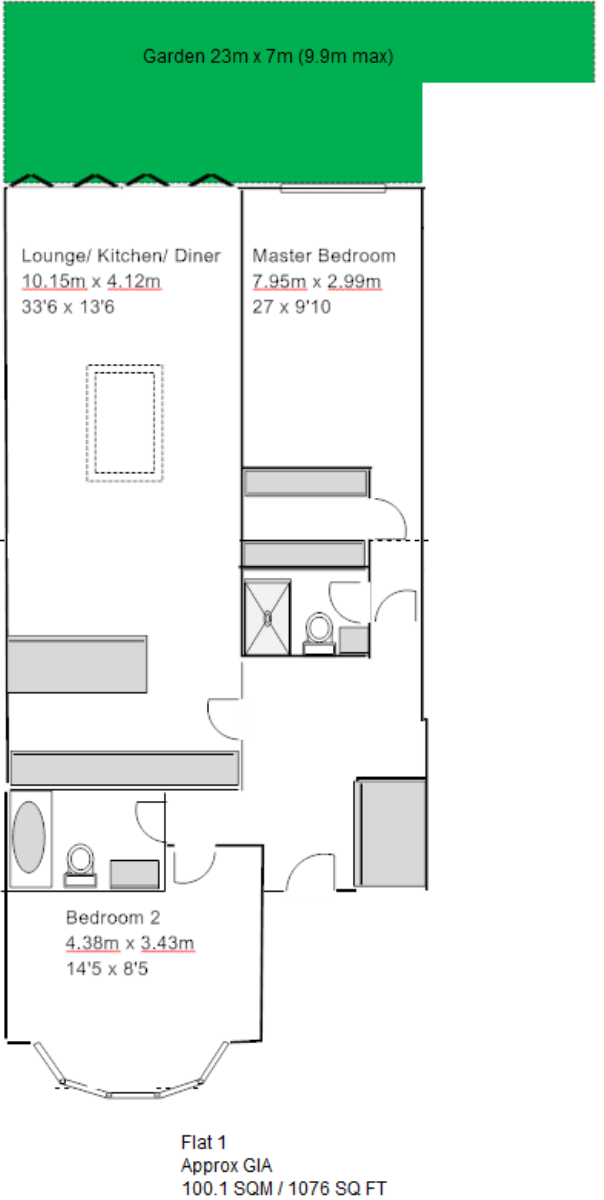 Garden 23m x 7m (9.9m max)
Lounge/ Kitchen/ Diner
10.15m x 4.12m
33'6 x 13'6
Master Bedroom
7.95m x 2.99m
27 x 9'10
Bedroom 2
4.38m x 3.43m
14'5 x 8'5
Flat 1
Approx GIA
100.1 SQM / 1076 SQ FT